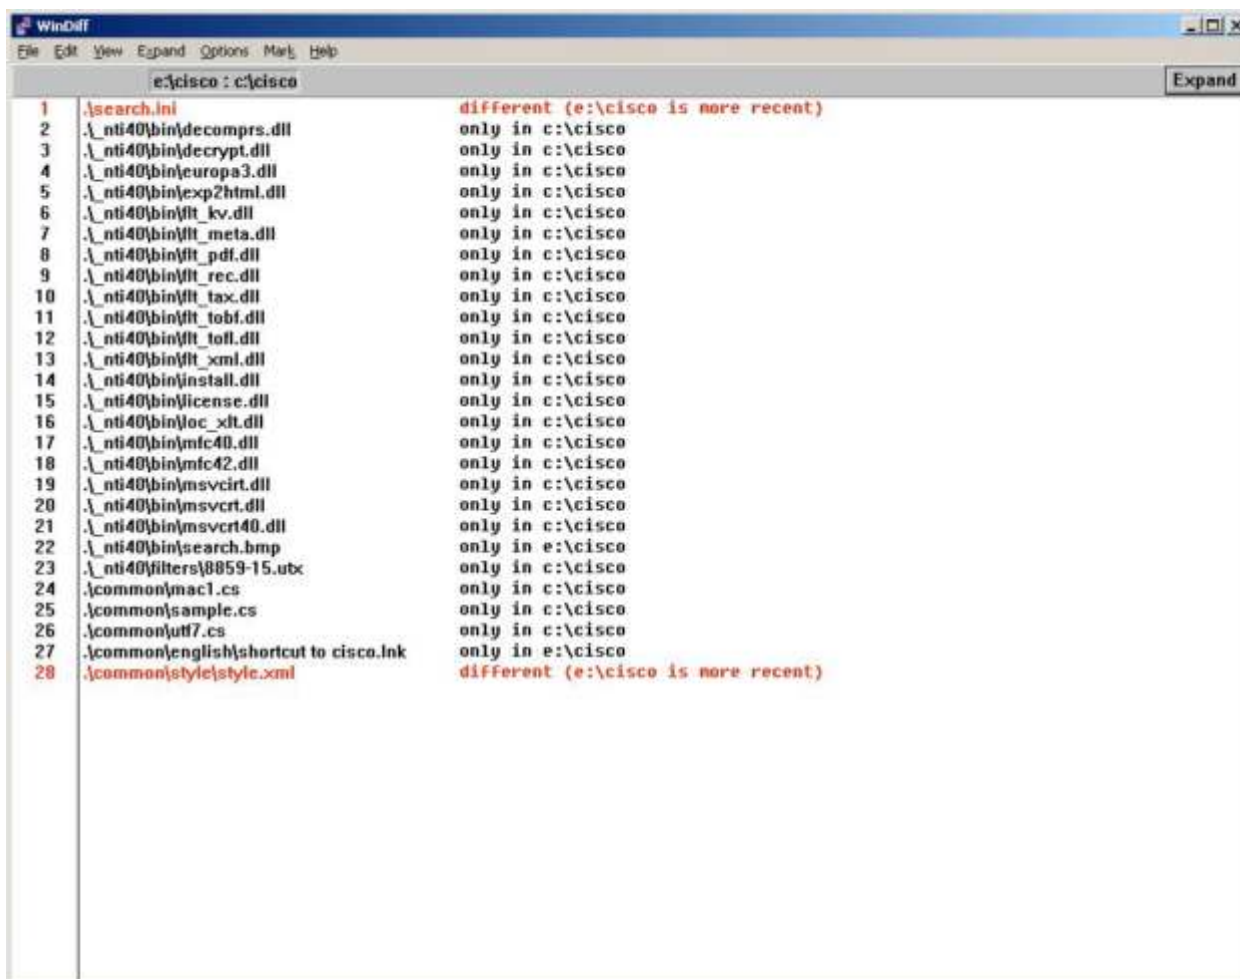 WinDiff
File Edit View Expand Options Mark Help
e:\cisco : c:\cisco Expand
1 .\search.ini different (e:\cisco is more recent)
2 .\_nti40\bin\decomprs.dll only in c:\cisco
3 .\_nti40\bin\decrypt.dll only in c:\cisco
4 .\_nti40\bin\europa3.dll only in c:\cisco
5 .\_nti40\bin\exp2html.dll only in c:\cisco
6 .\_nti40\bin\flt_kv.dll only in c:\cisco
7 .\_nti40\bin\flt_meta.dll only in c:\cisco
8 .\_nti40\bin\flt_pdf.dll only in c:\cisco
9 .\_nti40\bin\flt_rec.dll only in c:\cisco
10 .\_nti40\bin\flt_tax.dll only in c:\cisco
11 .\_nti40\bin\flt_tobf.dll only in c:\cisco
12 .\_nti40\bin\flt_tofl.dll only in c:\cisco
13 .\_nti40\bin\flt_xml.dll only in c:\cisco
14 .\_nti40\bin\install.dll only in c:\cisco
15 .\_nti40\bin\license.dll only in c:\cisco
16 .\_nti40\bin\loc_xlt.dll only in c:\cisco
17 .\_nti40\bin\mfc40.dll only in c:\cisco
18 .\_nti40\bin\mfc42.dll only in c:\cisco
19 .\_nti40\bin\msvcirt.dll only in c:\cisco
20 .\_nti40\bin\msvcrt.dll only in c:\cisco
21 .\_nti40\bin\msvcrt40.dll only in c:\cisco
22 .\_nti40\bin\search.bmp only in e:\cisco
23 .\_nti40\filters\8859-15.utx only in c:\cisco
24 .\common\mac1.cs only in c:\cisco
25 .\common\sample.cs only in c:\cisco
26 .\common\utf7.cs only in c:\cisco
27 .\common\english\shortcut to cisco.lnk only in e:\cisco
28 .\common\style\style.xml different (e:\cisco is more recent)